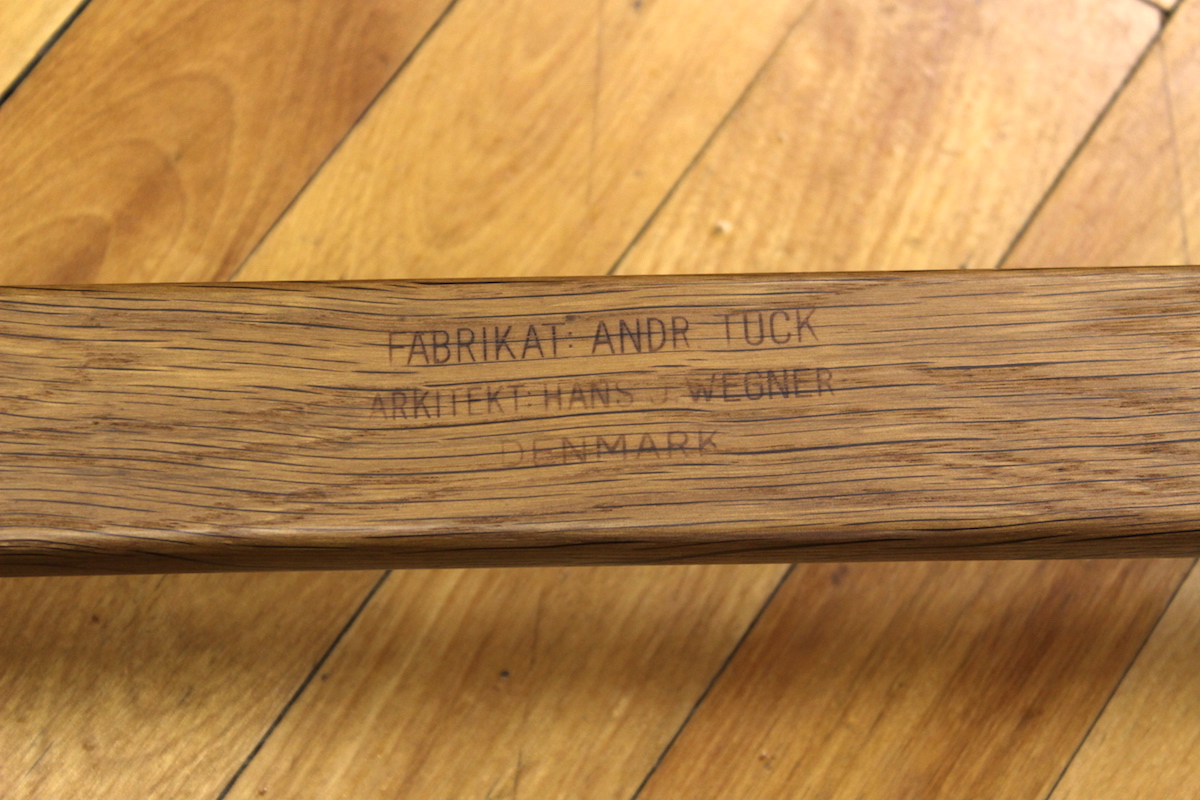 FABRIKAT: ANDR TUCK
ARKITEKT: HANS J WEGNER
DENMARK